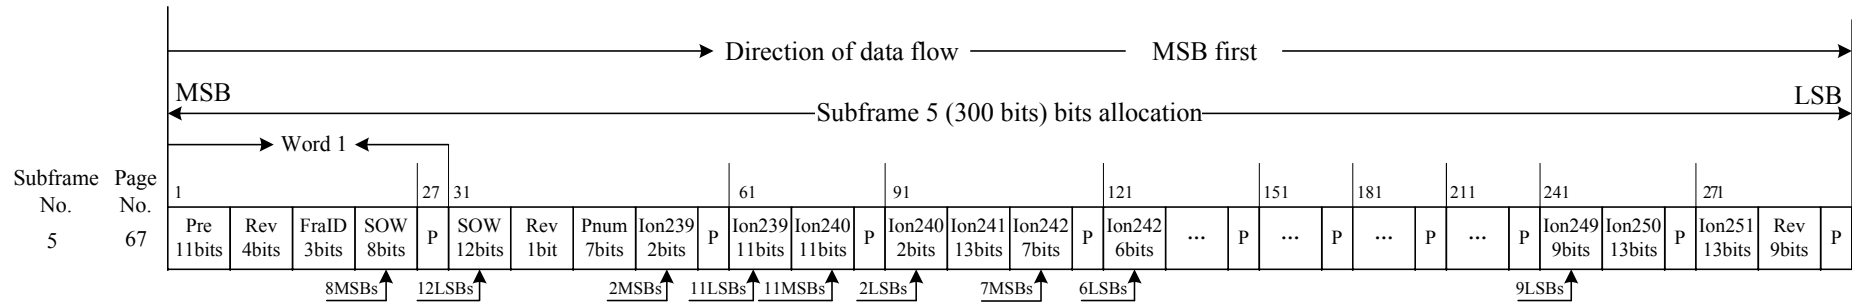 Direction of data flow MSB first
MSB LSB
Subframe 5 (300 bits) bits allocation
Word 1
Subframe No. Page No. 1 27 31 61 91 121 151 181 211 241 271
5 67 Pre 11bits Rev 4bits FraID 3bits SOW 8bits P SOW 12bits Rev 1bit Pnum 7bits Ion239 2bits P Ion239 11bits Ion240 11bits P Ion240 2bits Ion241 13bits Ion242 7bits P Ion242 6bits ... P ... P ... P ... P Ion249 9bits Ion250 13bits P Ion251 13bits Rev 9bits P
8MSBs 12LSBs 2MSBs 11LSBs 11MSBs 2LSBs 7MSBs 6LSBs 9LSBs